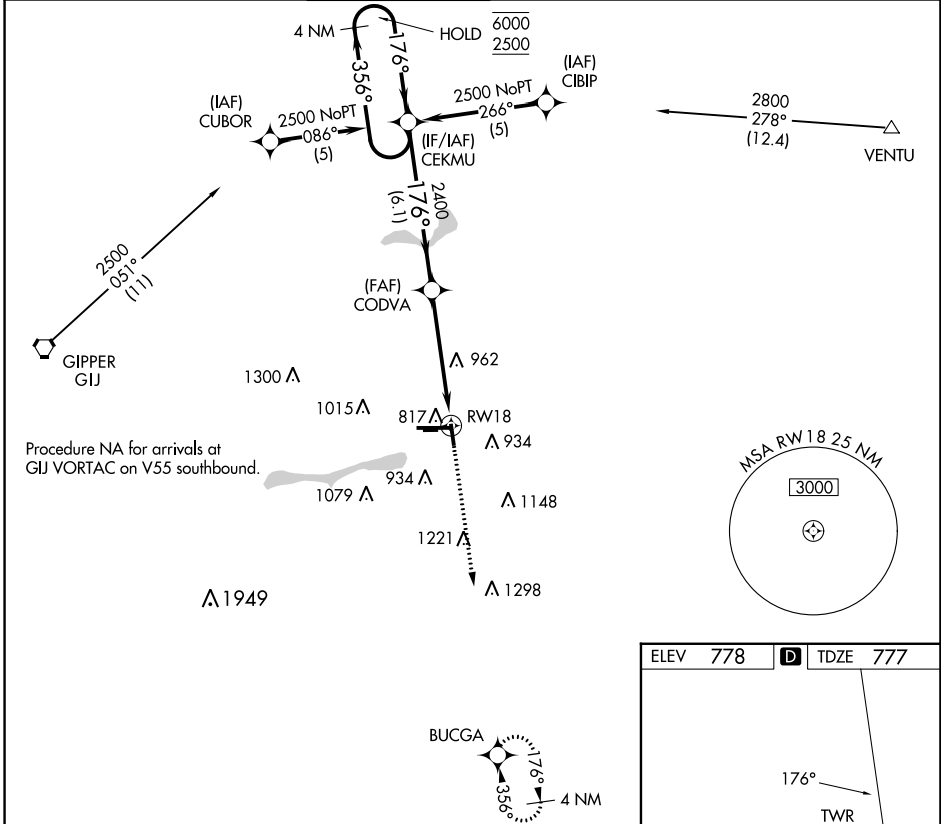 4 NM
HOLD
6000
2500
176°
356°
(IAF)
CIBIP
2500 NoPT
266°
(5)
(IAF)
CUBOR
2500 NoPT
086°
(5)
(IF/IAF)
CEKMU
2800
278°
(12.4)
VENTU
2400
176°
(6.1)
2500
051°
(11)
(FAF)
CODVA
GIPPER
GIJ
962
1300
1015
817
RW18
934
Procedure NA for arrivals at
GIJ VORTAC on V55 southbound.
934
1079
1148
1221
1298
1949
MSA RW18 25 NM
3000
ELEV 778 D TDZE 777
BUCGA
176°
356°
4 NM
176°
TWR